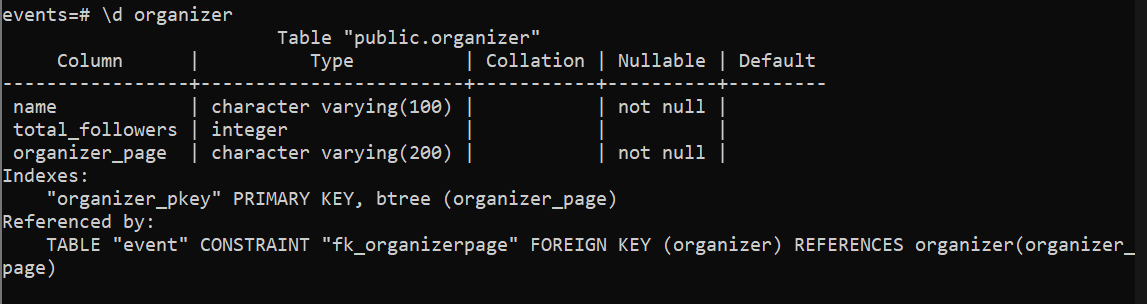 events=# \d organizer
                         Table "public.organizer"
     Column      |          Type          | Collation | Nullable | Default
-----------------+------------------------+-----------+----------+---------
 name            | character varying(100) |           | not null |
 total_followers | integer                |           |          |
 organizer_page  | character varying(200) |           | not null |
Indexes:
    "organizer_pkey" PRIMARY KEY, btree (organizer_page)
Referenced by:
    TABLE "event" CONSTRAINT "fk_organizerpage" FOREIGN KEY (organizer) REFERENCES organizer(organizer_
page)